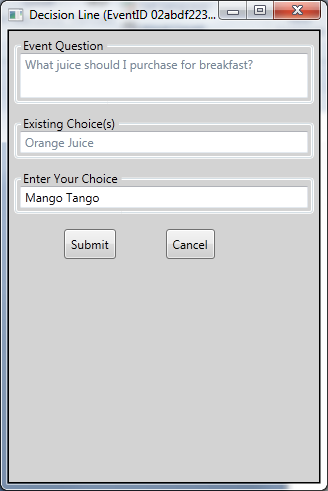 Decision Line (EventID 02abdf223...
Event Question
What juice should I purchase for breakfast?
Existing Choice(s)
Orange Juice
Enter Your Choice
Mango Tango
Submit Cancel